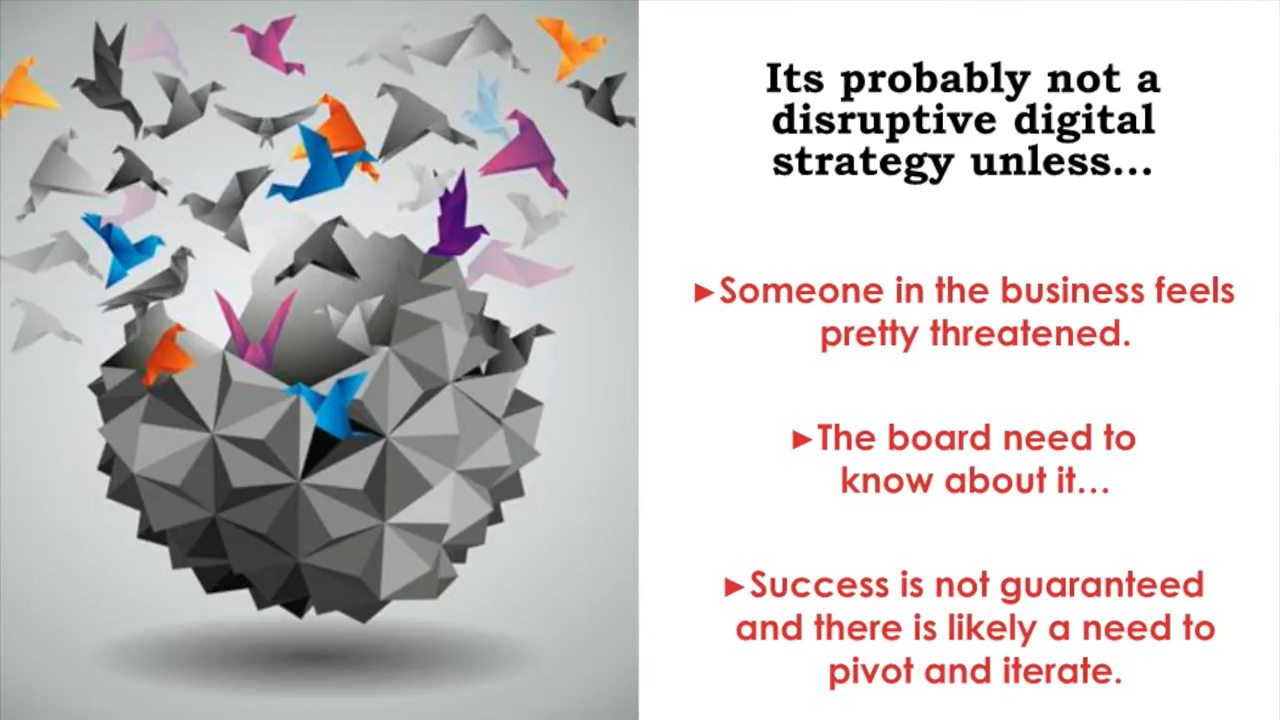 Its probably not a
disruptive digital
strategy unless...
►Someone in the business feels
pretty threatened.
►The board need to
know about it...
►Success is not guaranteed
and there is likely a need to
pivot and iterate.